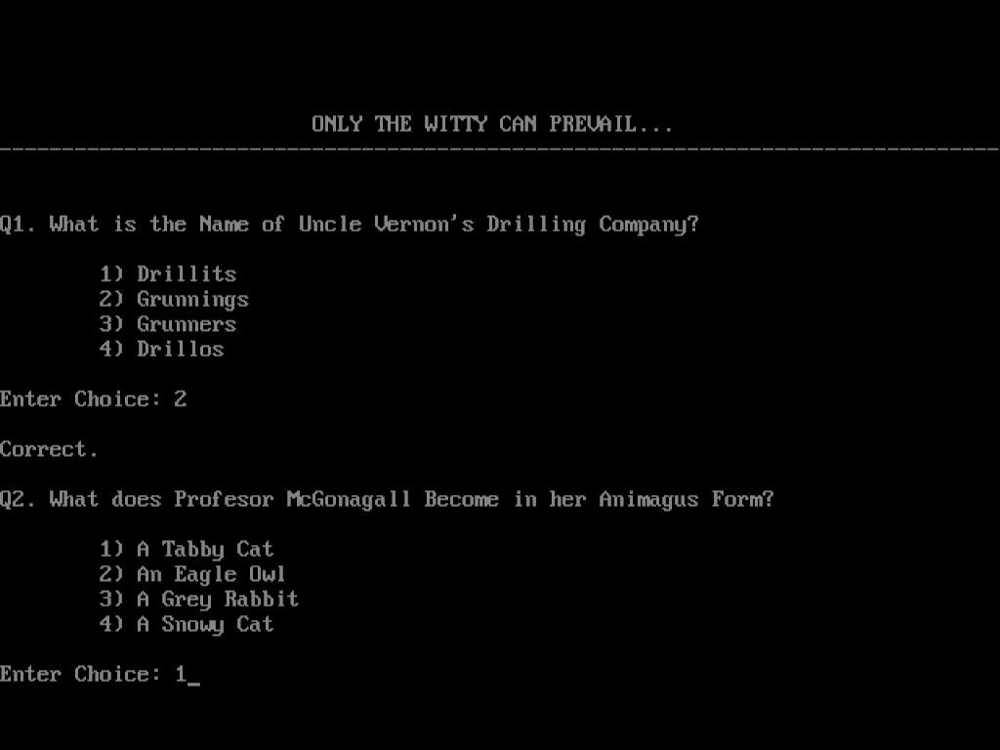 ONLY THE WITTY CAN PREVAIL...
--------------------------------------------------------------------------------
Q1. What is the Name of Uncle Vernon's Drilling Company?
1) Drillits
2) Grunnings
3) Grunners
4) Drillos
Enter Choice: 2
Correct.
Q2. What does Profesor McGonagall Become in her Animagus Form?
1) A Tabby Cat
2) An Eagle Owl
3) A Grey Rabbit
4) A Snowy Cat
Enter Choice: 1_